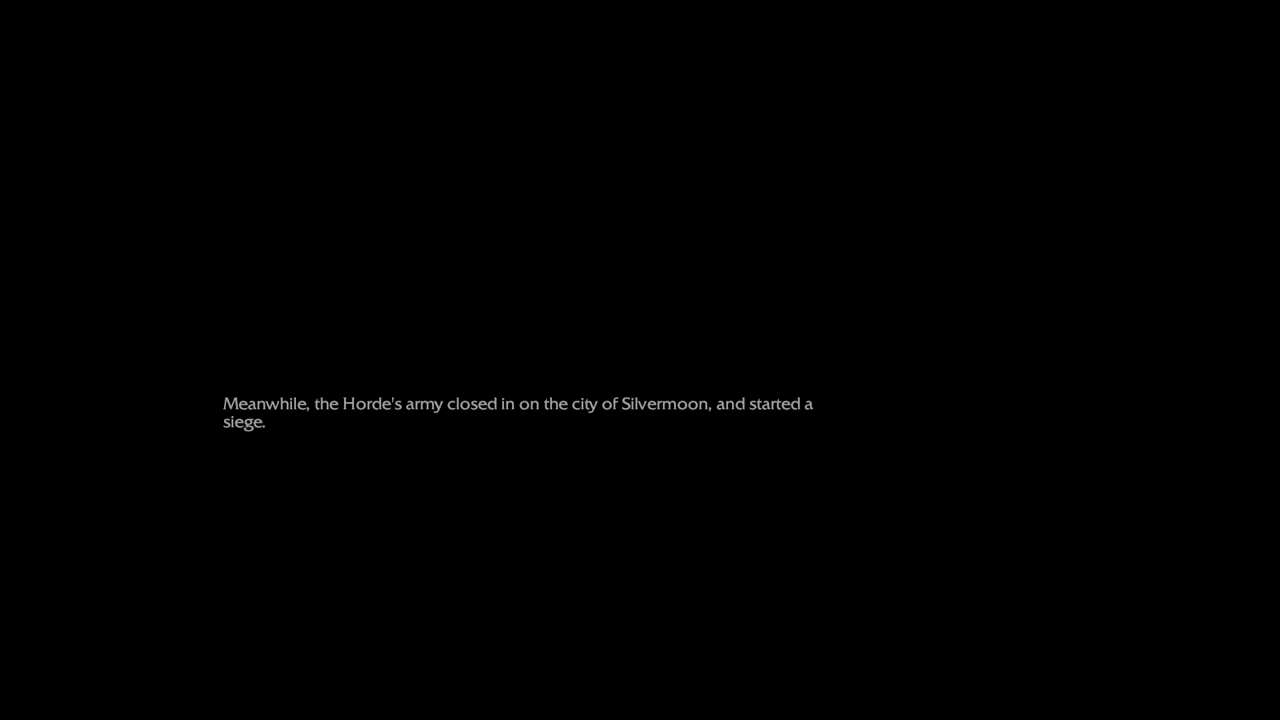 Meanwhile, the Horde's army closed in on the city of Silvermoon, and started a
siege.